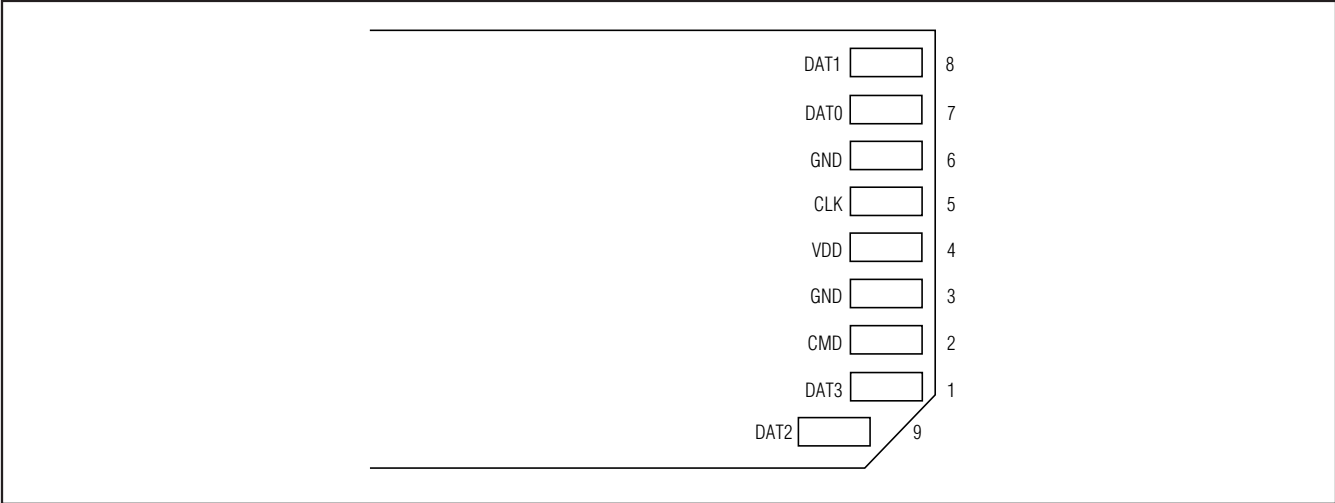 DAT1 8
DAT0 7
GND 6
CLK 5
VDD 4
GND 3
CMD 2
DAT3 1
DAT2 9